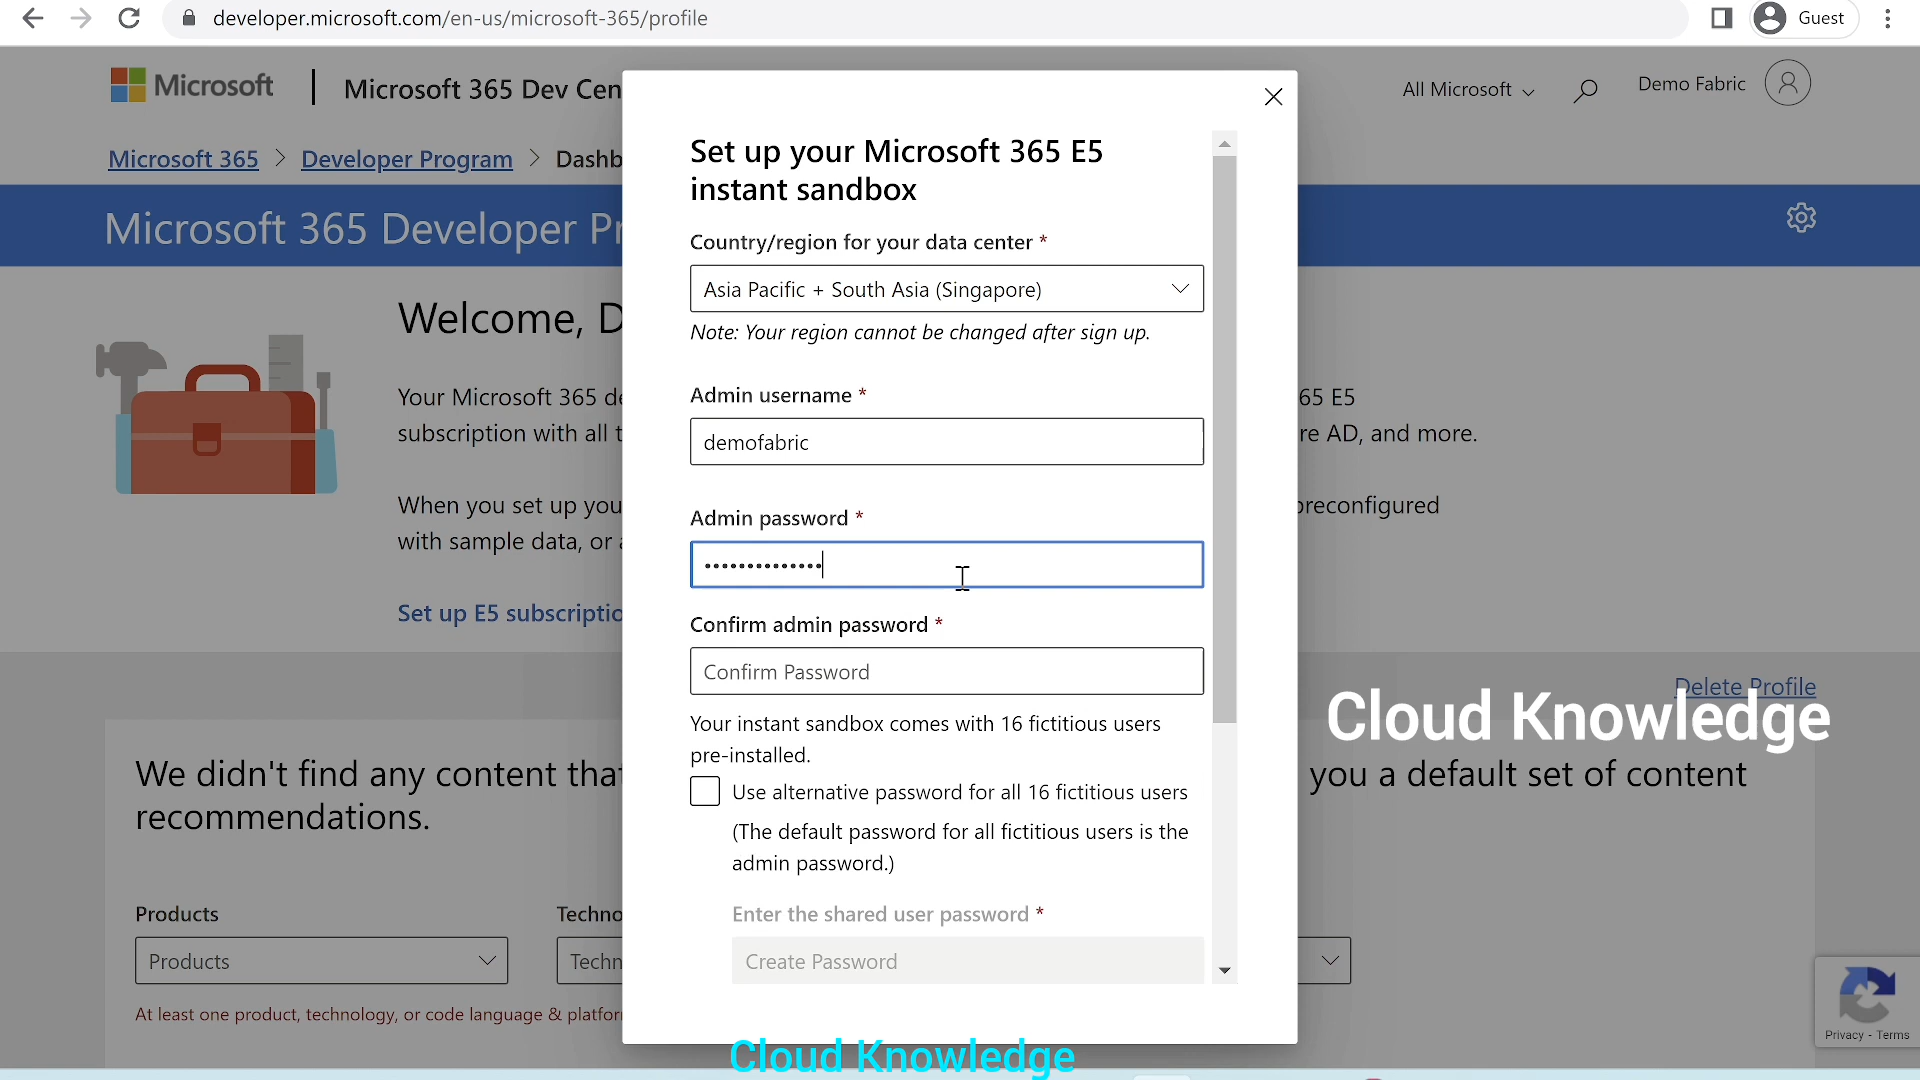 developer.microsoft.com/en-us/microsoft-365/profile
Guest
Microsoft
Microsoft 365 Dev Cen
All Microsoft
Demo Fabric
Microsoft 365 > Developer Program > Dashb
Microsoft 365 Developer Pr
Welcome, D
Your Microsoft 365 de
65 E5
subscription with all t
re AD, and more.
When you set up you
preconfigured
with sample data, or a
Set up E5 subscriptio
Delete Profile
We didn't find any content that
you a default set of content
recommendations.
Products
Techno
Products
Techn
At least one product, technology, or code language & platfor
Set up your Microsoft 365 E5
instant sandbox
Country/region for your data center *
Asia Pacific + South Asia (Singapore)
Note: Your region cannot be changed after sign up.
Admin username *
demofabric
Admin password *
••••••••••••••
Confirm admin password *
Confirm Password
Your instant sandbox comes with 16 fictitious users
pre-installed.
Use alternative password for all 16 fictitious users
(The default password for all fictitious users is the
admin password.)
Enter the shared user password *
Create Password
Cloud Knowledge
Privacy - Terms
Cloud Knowledge